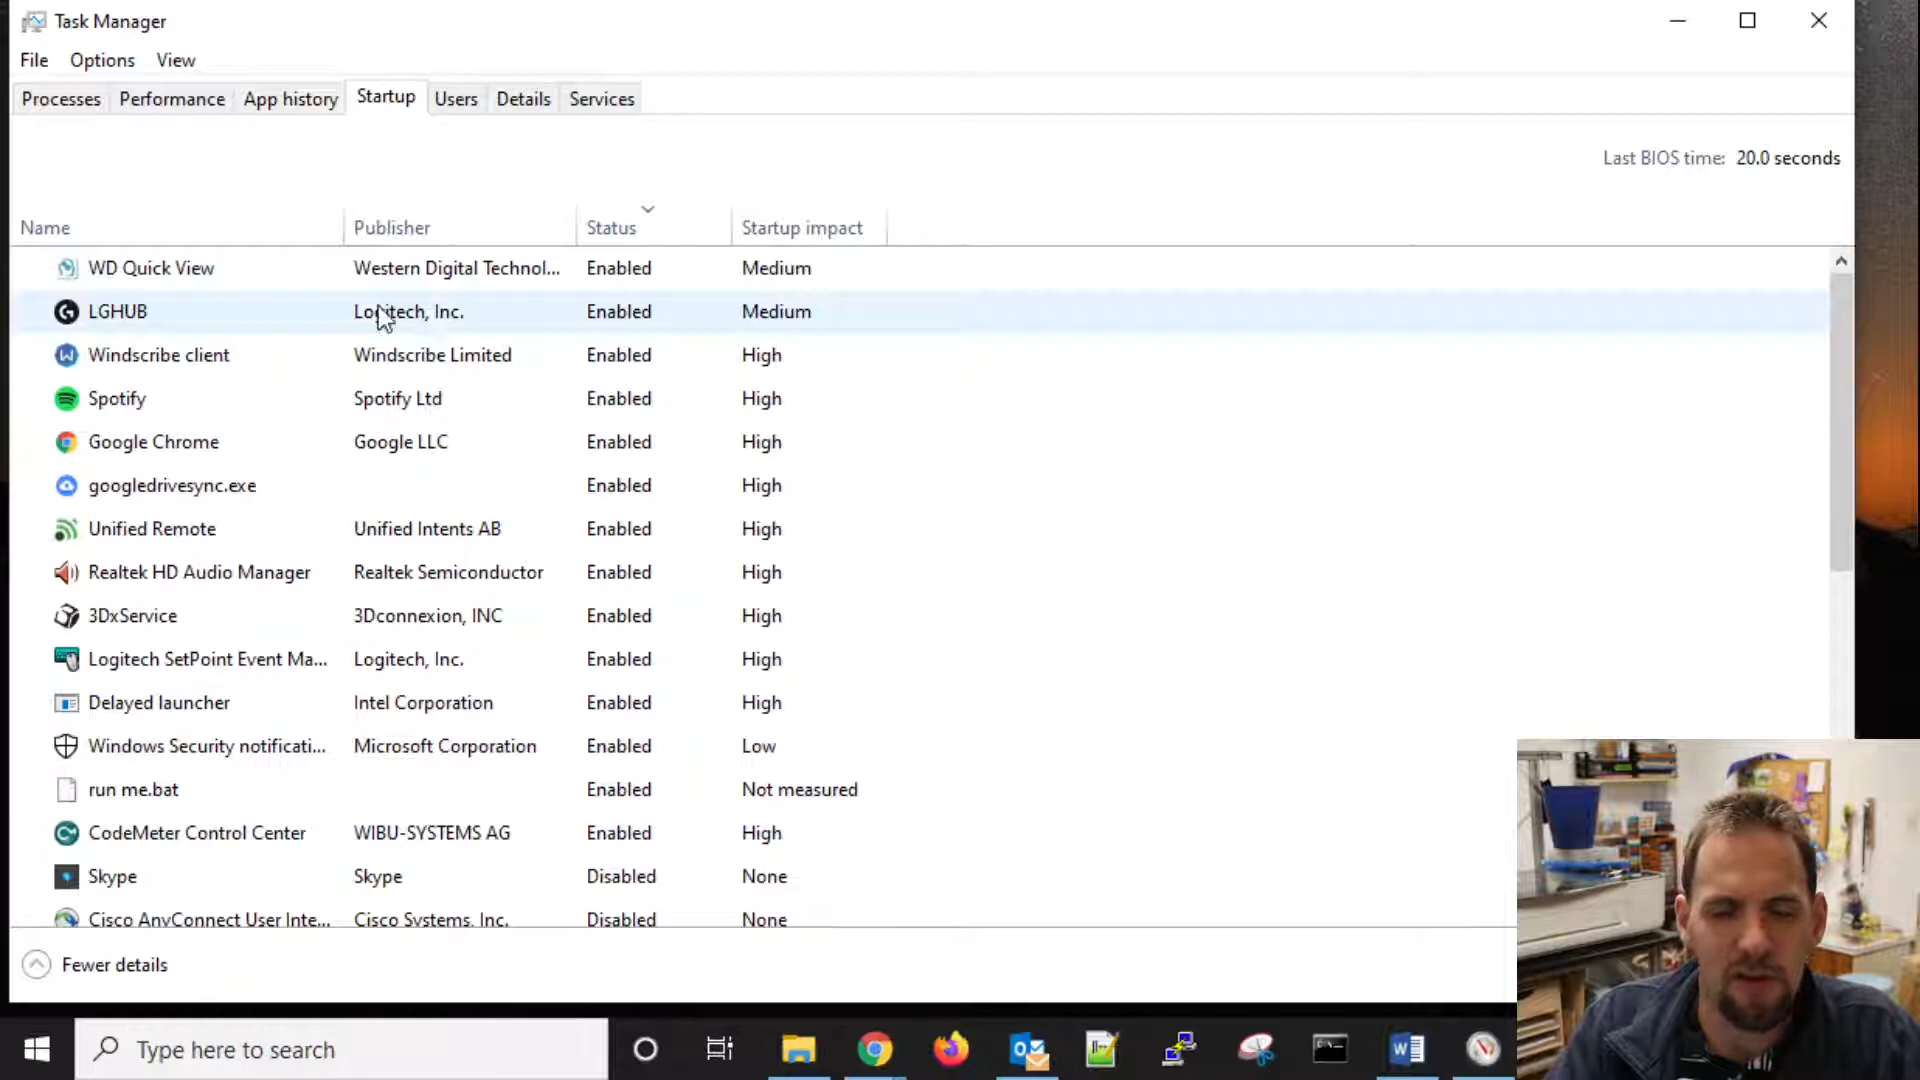 Task Manager
File Options View
Processes Performance App history Startup Users Details Services
Last BIOS time: 20.0 seconds
Name Publisher Status Startup impact
WD Quick View Western Digital Technol... Enabled Medium
LGHUB Logitech, Inc. Enabled Medium
Windscribe client Windscribe Limited Enabled High
Spotify Spotify Ltd Enabled High
Google Chrome Google LLC Enabled High
googledrivesync.exe Enabled High
Unified Remote Unified Intents AB Enabled High
Realtek HD Audio Manager Realtek Semiconductor Enabled High
3DxService 3Dconnexion, INC Enabled High
Logitech SetPoint Event Ma... Logitech, Inc. Enabled High
Delayed launcher Intel Corporation Enabled High
Windows Security notificati... Microsoft Corporation Enabled Low
run me.bat Enabled Not measured
CodeMeter Control Center WIBU-SYSTEMS AG Enabled High
Skype Skype Disabled None
Cisco AnyConnect User Inte... Cisco Systems, Inc. Disabled None
Fewer details
Type here to search